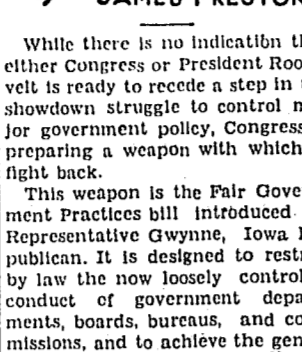 JAMES PRESTON
While there is no indication th
either Congress or President Roo
velt is ready to recede a step in
showdown struggle to control m
jor government policy, Congress
preparing a weapon with which
fight back.
This weapon is the Fair Gove
ment Practices bill introduced
Representative Gwynne, Iowa
publican. It is designed to restr
by law the now loosely control
conduct of government depa
ments, boards, bureaus, and co
missions, and to achieve the gen